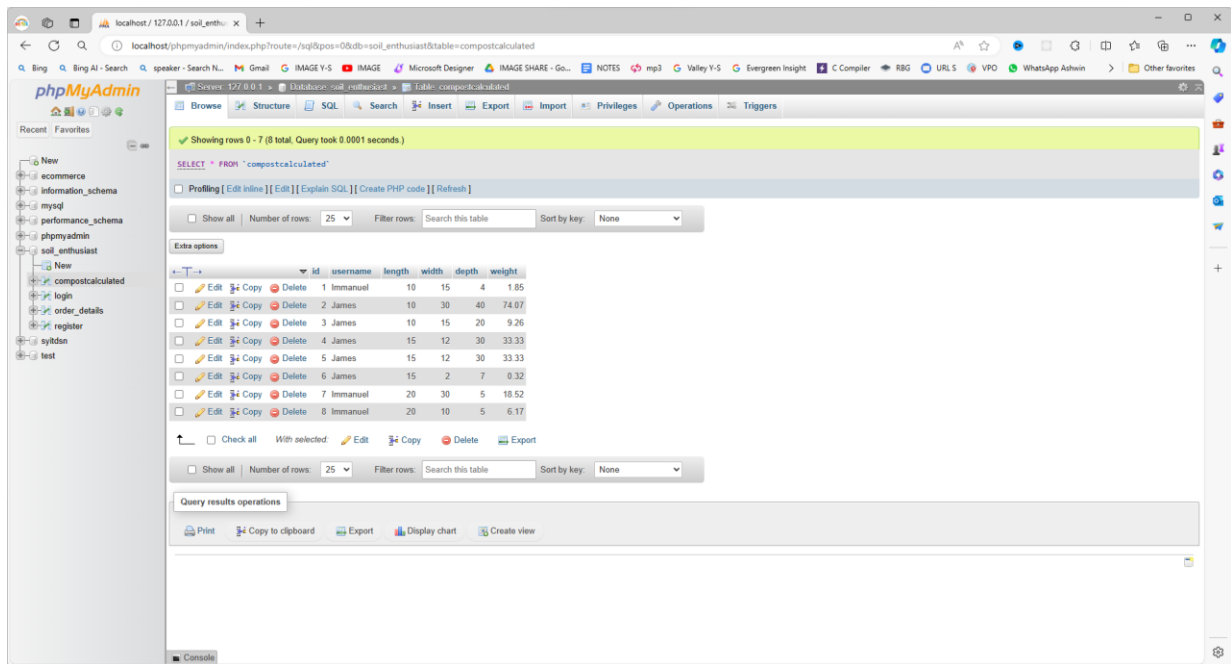 localhost / 127.0.0.1 / soil_enthu
localhost/phpmyadmin/index.php?route=/sql&pos=0&db=soil_enthusiast&table=compostcalculated
Bing Bing AI - Search speaker - Search N... Gmail IMAGE Y-S IMAGE Microsoft Designer IMAGE SHARE - Go... NOTES mp3 Valley Y-S Evergreen Insight C Compiler RBG URL S VPO WhatsApp Ashwin Other favorites
phpMyAdmin
Recent Favorites
New
ecommerce
information_schema
mysql
performance_schema
phpmyadmin
soil_enthusiast
New
compostcalculated
login
order_details
register
syitdsn
test
Server: 127.0.0.1 » Database: soil_enthusiast » Table: compostcalculated
Browse Structure SQL Search Insert Export Import Privileges Operations Triggers
Showing rows 0 - 7 (8 total, Query took 0.0001 seconds.)
SELECT * FROM `compostcalculated`
Profiling [ Edit inline ] [ Edit ] [ Explain SQL ] [ Create PHP code ] [ Refresh ]
Show all | Number of rows: 25 Filter rows: Search this table Sort by key: None
Extra options
id username length width depth weight
Edit Copy Delete 1 Immanuel 10 15 4 1.85
Edit Copy Delete 2 James 10 30 40 74.07
Edit Copy Delete 3 James 10 15 20 9.26
Edit Copy Delete 4 James 15 12 30 33.33
Edit Copy Delete 5 James 15 12 30 33.33
Edit Copy Delete 6 James 15 2 7 0.32
Edit Copy Delete 7 Immanuel 20 30 5 18.52
Edit Copy Delete 8 Immanuel 20 10 5 6.17
Check all With selected: Edit Copy Delete Export
Show all | Number of rows: 25 Filter rows: Search this table Sort by key: None
Query results operations
Print Copy to clipboard Export Display chart Create view
Console